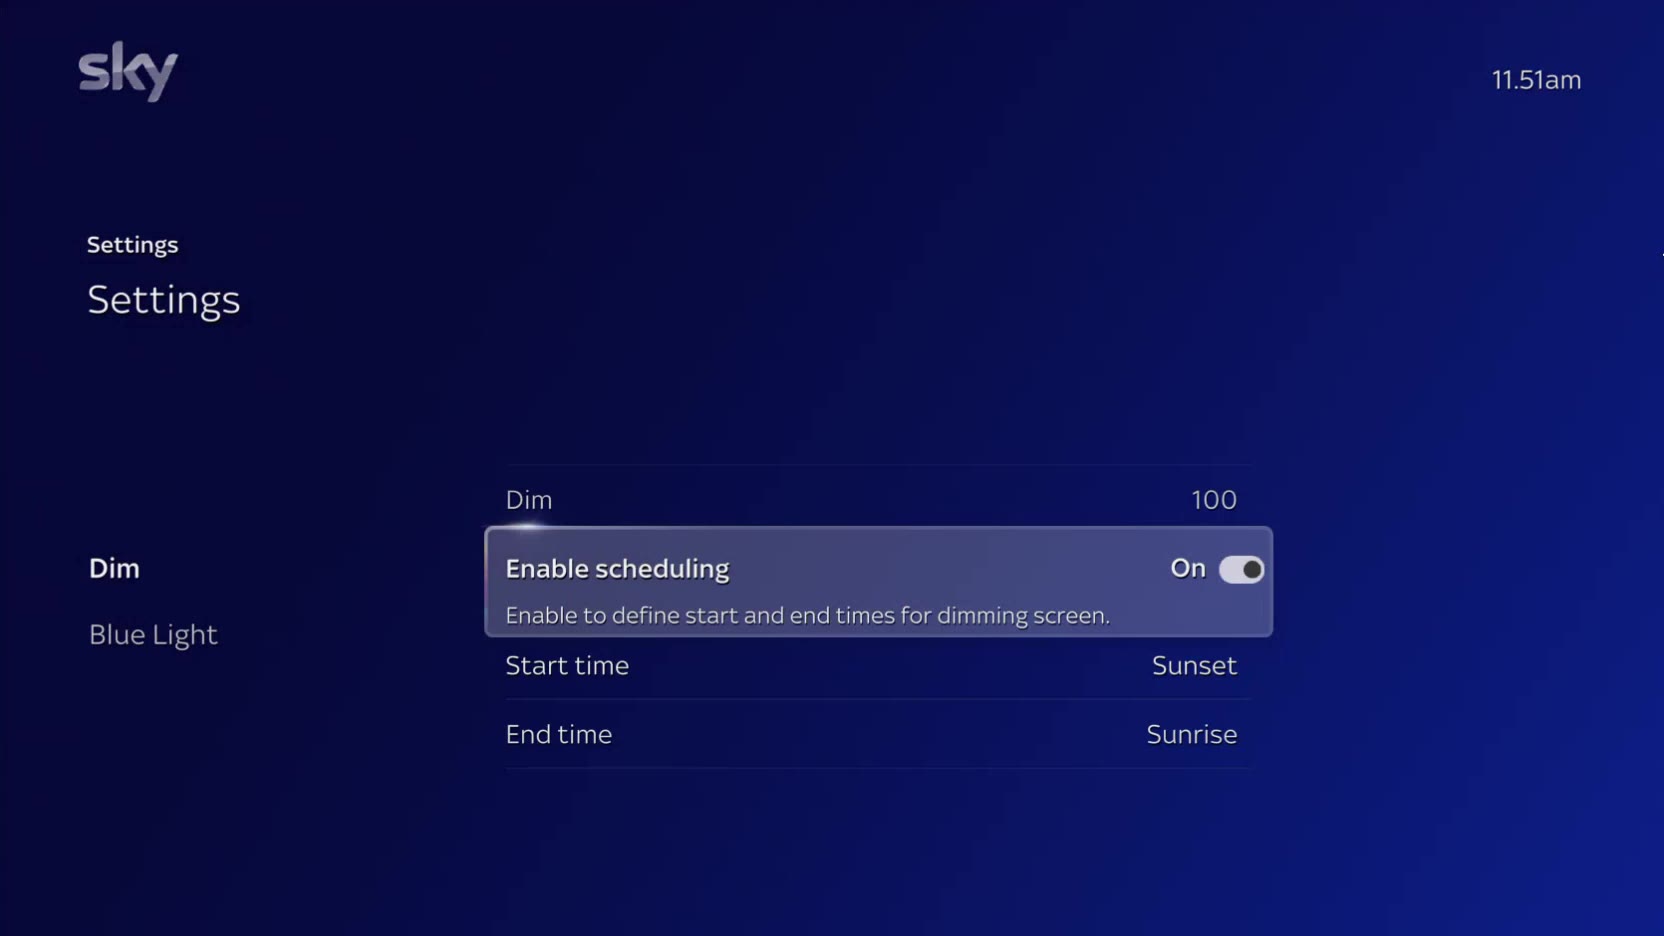 sky
11.51am
Settings
Settings
Dim 100
Enable scheduling On
Enable to define start and end times for dimming screen.
Start time Sunset
End time Sunrise
Dim
Blue Light